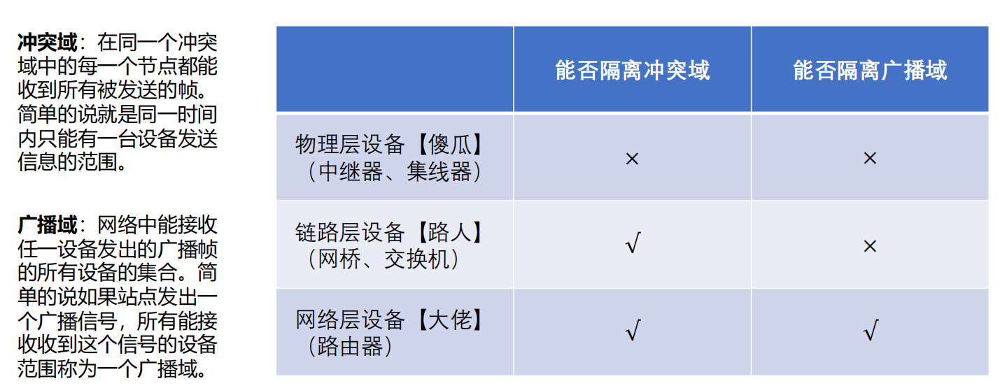 冲突域：在同一个冲突
域中的每一个节点都能
收到所有被发送的帧。
简单的说就是同一时间
内只能有一台设备发送
信息的范围。
广播域：网络中能接收
任一设备发出的广播帧
的所有设备的集合。简
单的说如果站点发出一
个广播信号，所有能接
收收到这个信号的设备
范围称为一个广播域。
能否隔离冲突域
能否隔离广播域
物理层设备【傻瓜】
（中继器、集线器）
×
×
链路层设备【路人】
（网桥、交换机）
√
×
网络层设备【大佬】
（路由器）
√
√